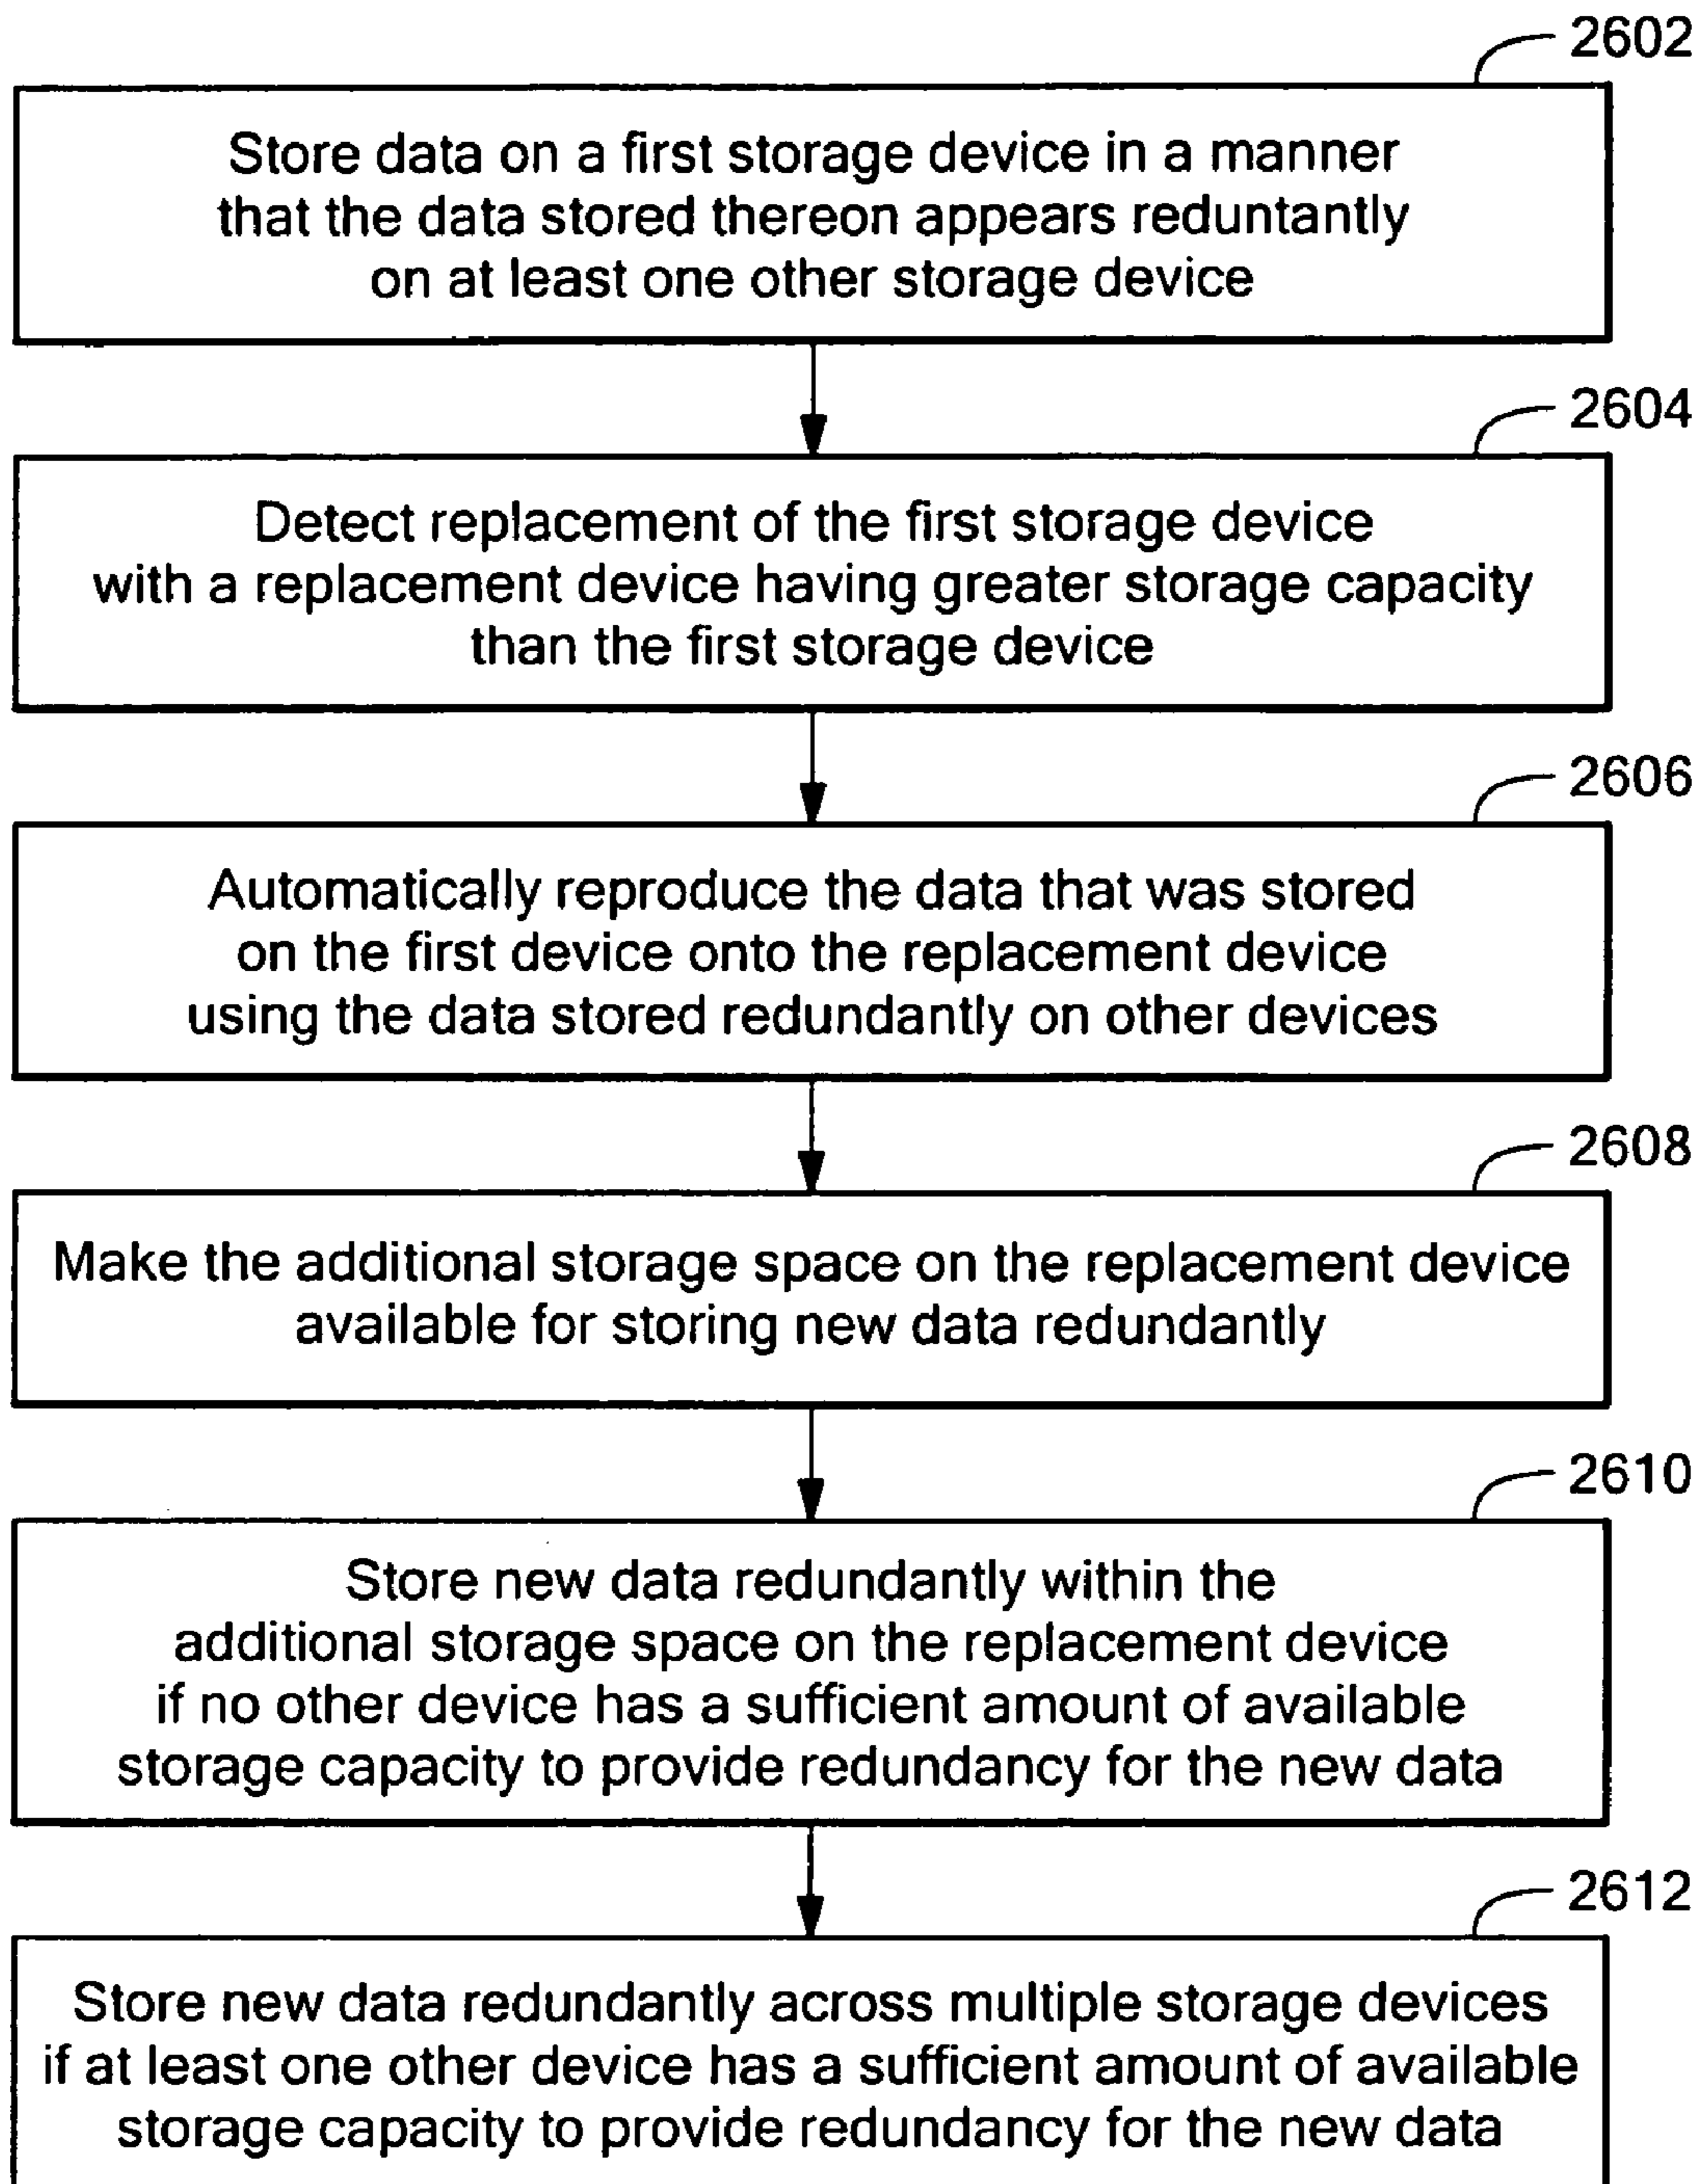 2602
Store data on a first storage device in a manner
that the data stored thereon appears reduntantly
on at least one other storage device
2604
Detect replacement of the first storage device
with a replacement device having greater storage capacity
than the first storage device
2606
Automatically reproduce the data that was stored
on the first device onto the replacement device
using the data stored redundantly on other devices
2608
Make the additional storage space on the replacement device
available for storing new data redundantly
2610
Store new data redundantly within the
additional storage space on the replacement device
if no other device has a sufficient amount of available
storage capacity to provide redundancy for the new data
2612
Store new data redundantly across multiple storage devices
if at least one other device has a sufficient amount of available
storage capacity to provide redundancy for the new data